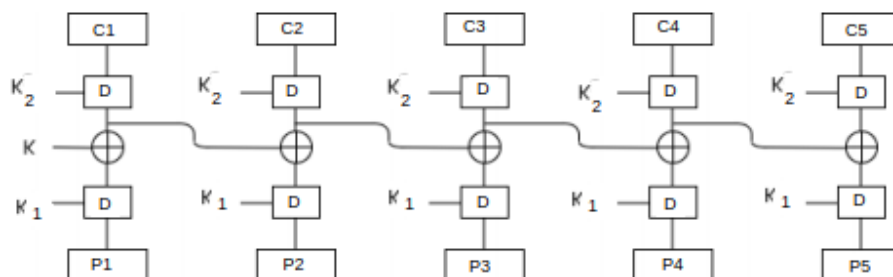 C1 C2 C3 C4 C5
K2 D K2 D K2 D K2 D K2 D
K
K1 D K1 D K1 D K1 D K1 D
P1 P2 P3 P4 P5